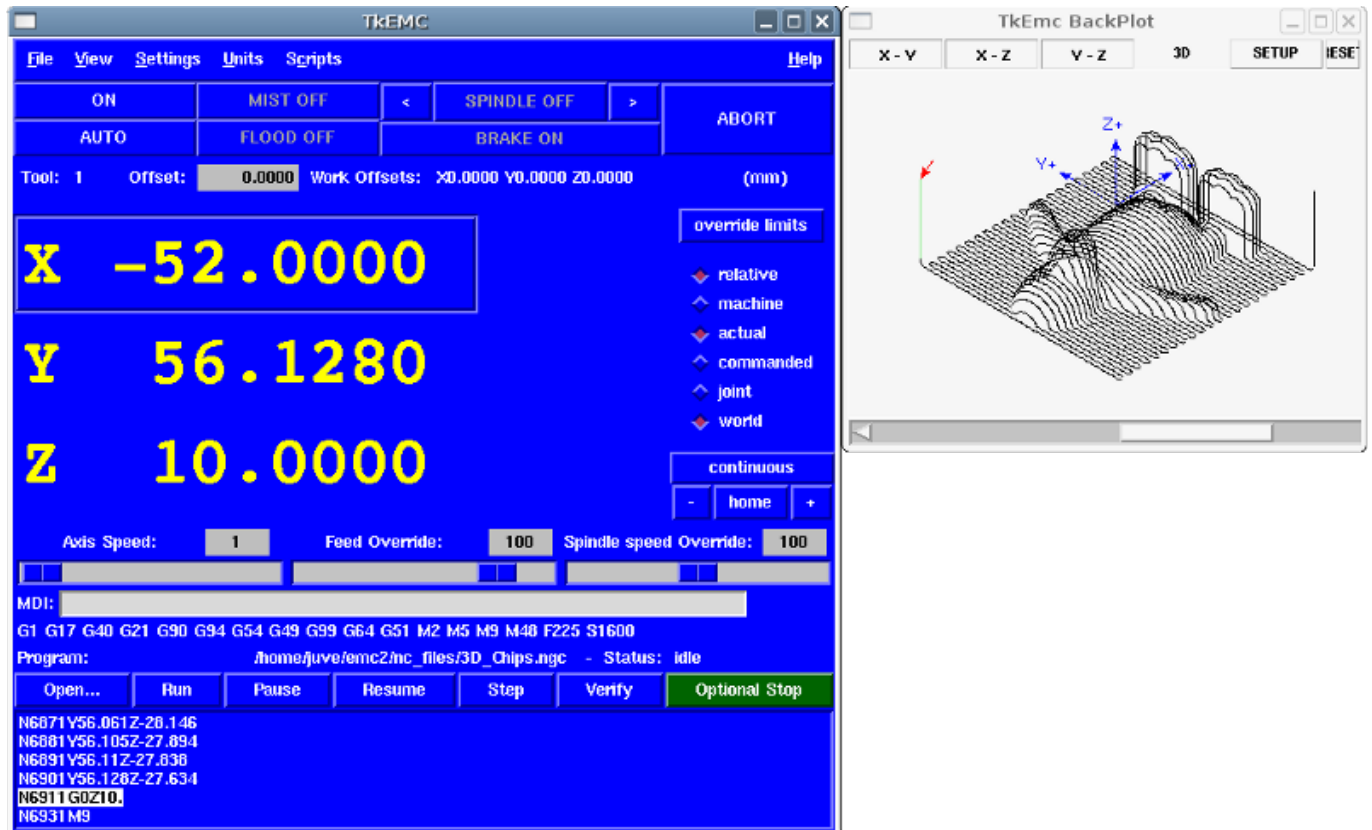 TkEMC
File View Settings Units Scripts Help
ON MIST OFF < SPINDLE OFF >
ABORT
AUTO FLOOD OFF BRAKE ON
Tool: 1 Offset: 0.0000 Work Offsets: X0.0000 Y0.0000 Z0.0000 (mm)
override limits
X -52.0000
relative
machine
Y 56.1280
actual
commanded
joint
world
Z 10.0000
continuous
- home +
Axis Speed: 1 Feed Override: 100 Spindle speed Override: 100
MDI:
G1 G17 G40 G21 G90 G94 G54 G49 G99 G64 G51 M2 M5 M9 M48 F225 S1600
Program: /home/juve/emc2/nc_files/3D_Chips.ngc - Status: idle
Open... Run Pause Resume Step Verify Optional Stop
N6871Y56.061Z-28.146
N6881Y56.105Z-27.894
N6891Y56.11Z-27.838
N6901Y56.128Z-27.634
N6911G0Z10.
N6931M9
TkEmc BackPlot
X - Y X - Z Y - Z 3D SETUP
Z+
Y+